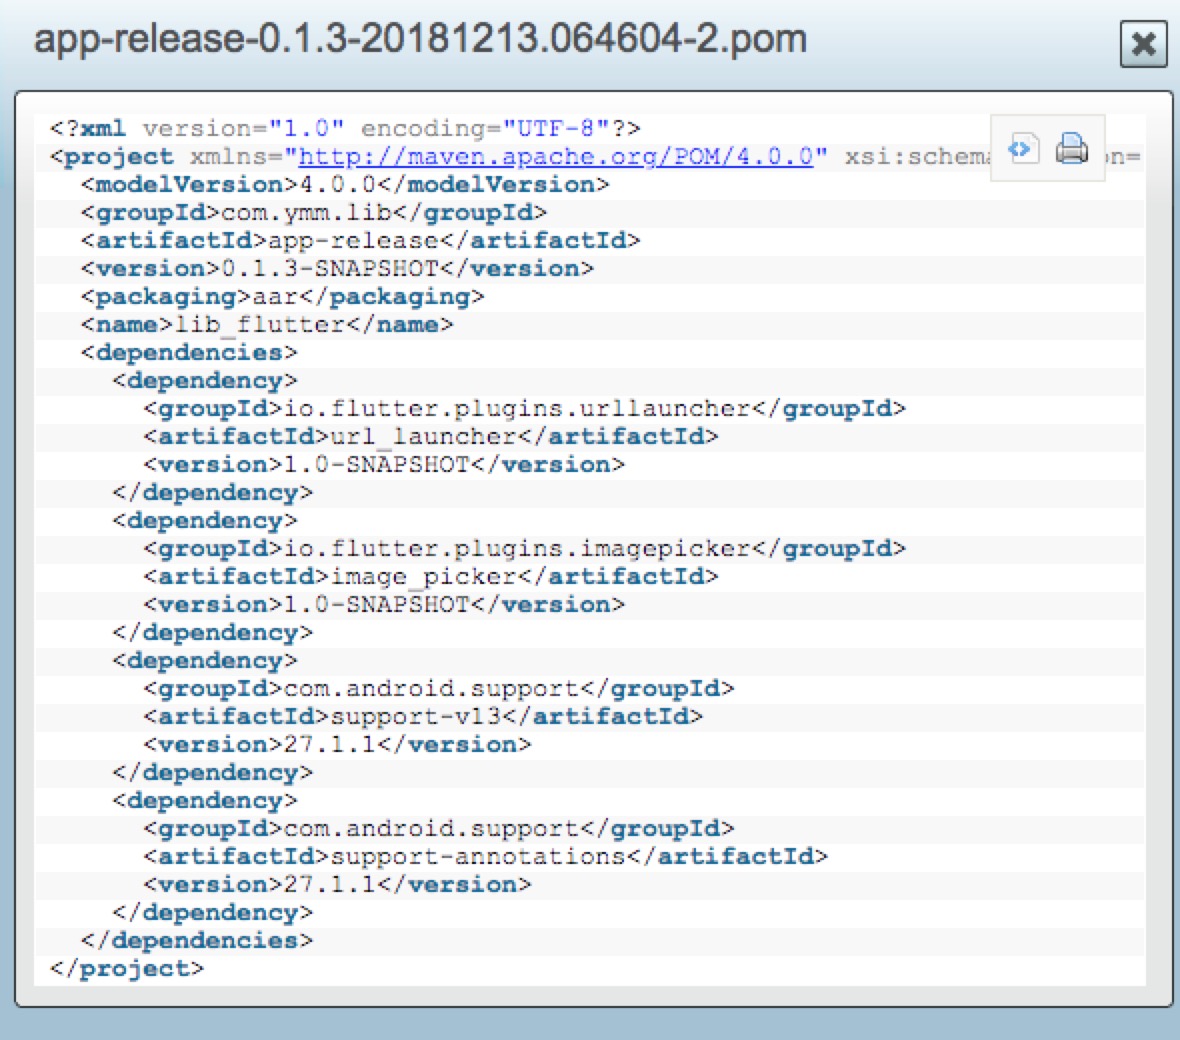 app-release-0.1.3-20181213.064604-2.pom
<?xml version="1.0" encoding="UTF-8"?>
<project xmlns="http://maven.apache.org/POM/4.0.0" xsi:schema n=
  <modelVersion>4.0.0</modelVersion>
  <groupId>com.ymm.lib</groupId>
  <artifactId>app-release</artifactId>
  <version>0.1.3-SNAPSHOT</version>
  <packaging>aar</packaging>
  <name>lib_flutter</name>
  <dependencies>
    <dependency>
      <groupId>io.flutter.plugins.urllauncher</groupId>
      <artifactId>url_launcher</artifactId>
      <version>1.0-SNAPSHOT</version>
    </dependency>
    <dependency>
      <groupId>io.flutter.plugins.imagepicker</groupId>
      <artifactId>image_picker</artifactId>
      <version>1.0-SNAPSHOT</version>
    </dependency>
    <dependency>
      <groupId>com.android.support</groupId>
      <artifactId>support-v13</artifactId>
      <version>27.1.1</version>
    </dependency>
    <dependency>
      <groupId>com.android.support</groupId>
      <artifactId>support-annotations</artifactId>
      <version>27.1.1</version>
    </dependency>
  </dependencies>
</project>